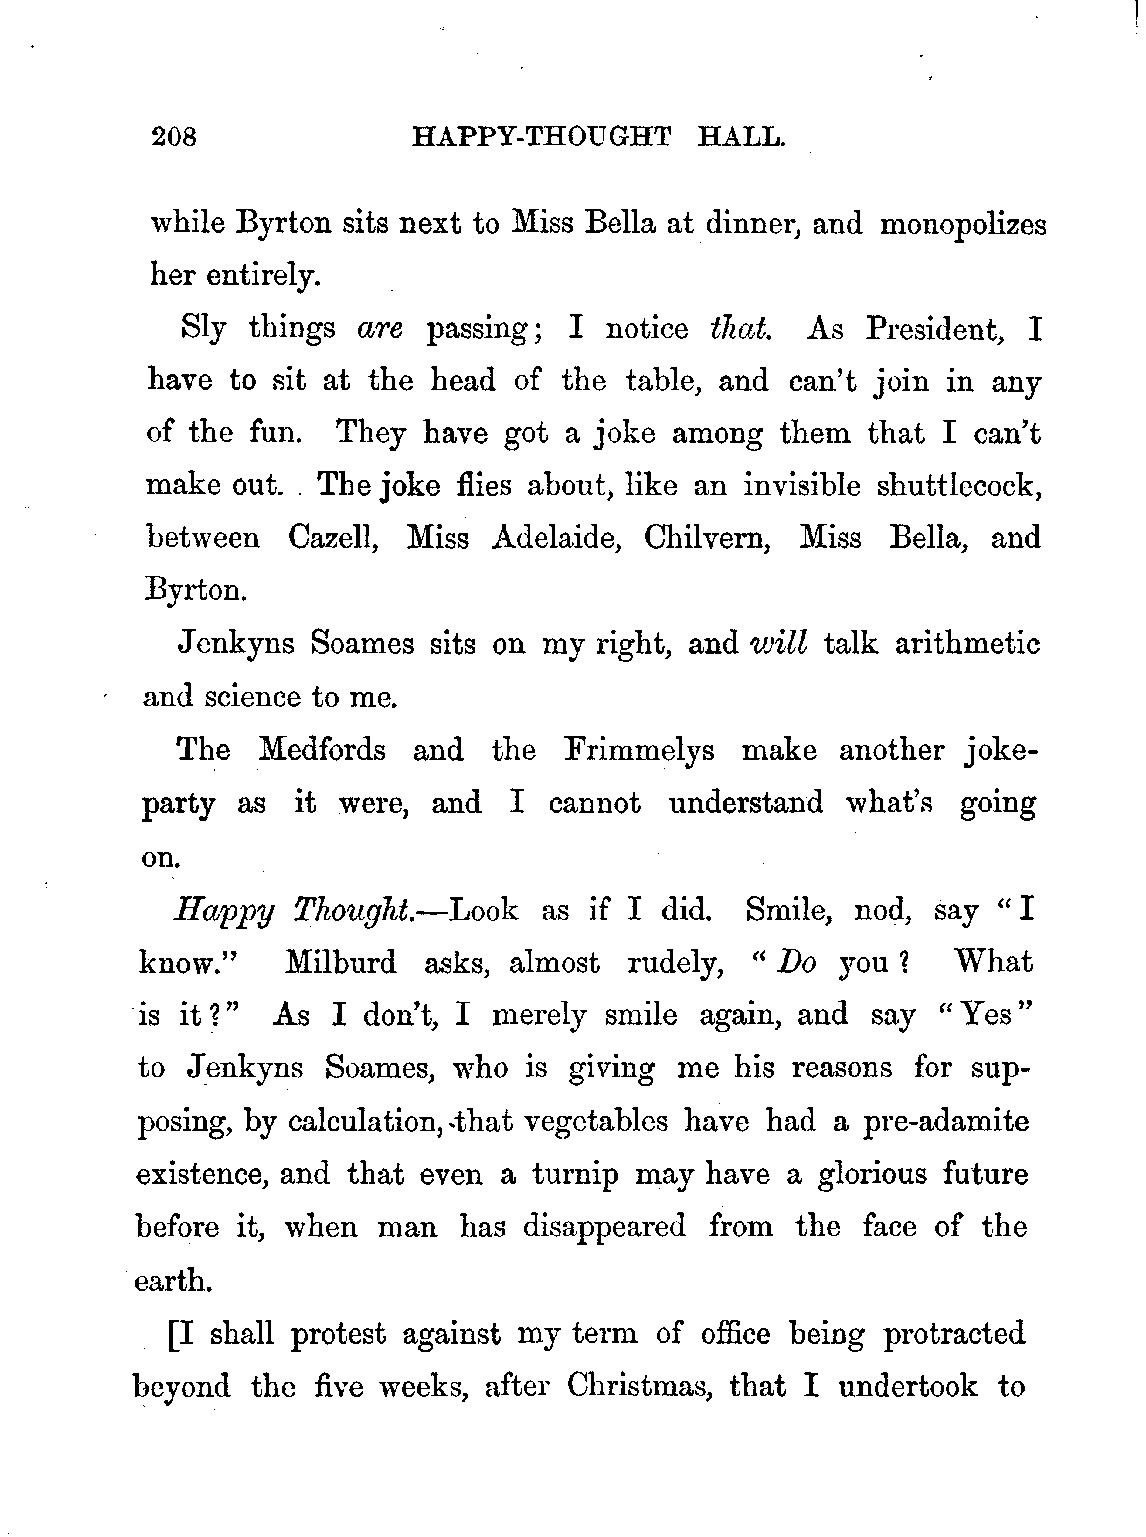 208 HAPPY-THOUGHT HALL.
while Byrton sits next to Miss Bella at dinner, and monopolizes
her entirely.
Sly things are passing; I notice that. As President, I
have to sit at the head of the table, and can't join in any
of the fun. They have got a joke among them that I can't
make out. The joke flies about, like an invisible shuttlecock,
between Cazell, Miss Adelaide, Chilvern, Miss Bella, and
Byrton.
Jenkyns Soames sits on my right, and will talk arithmetic
and science to me.
The Medfords and the Frimmelys make another joke-
party as it were, and I cannot understand what's going
on.
Happy Thought.—Look as if I did. Smile, nod, say "I
know." Milburd asks, almost rudely, "Do you? What
is it?" As I don't, I merely smile again, and say "Yes"
to Jenkyns Soames, who is giving me his reasons for sup-
posing, by calculation, that vegetables have had a pre-adamite
existence, and that even a turnip may have a glorious future
before it, when man has disappeared from the face of the
earth.
[I shall protest against my term of office being protracted
beyond the five weeks, after Christmas, that I undertook to